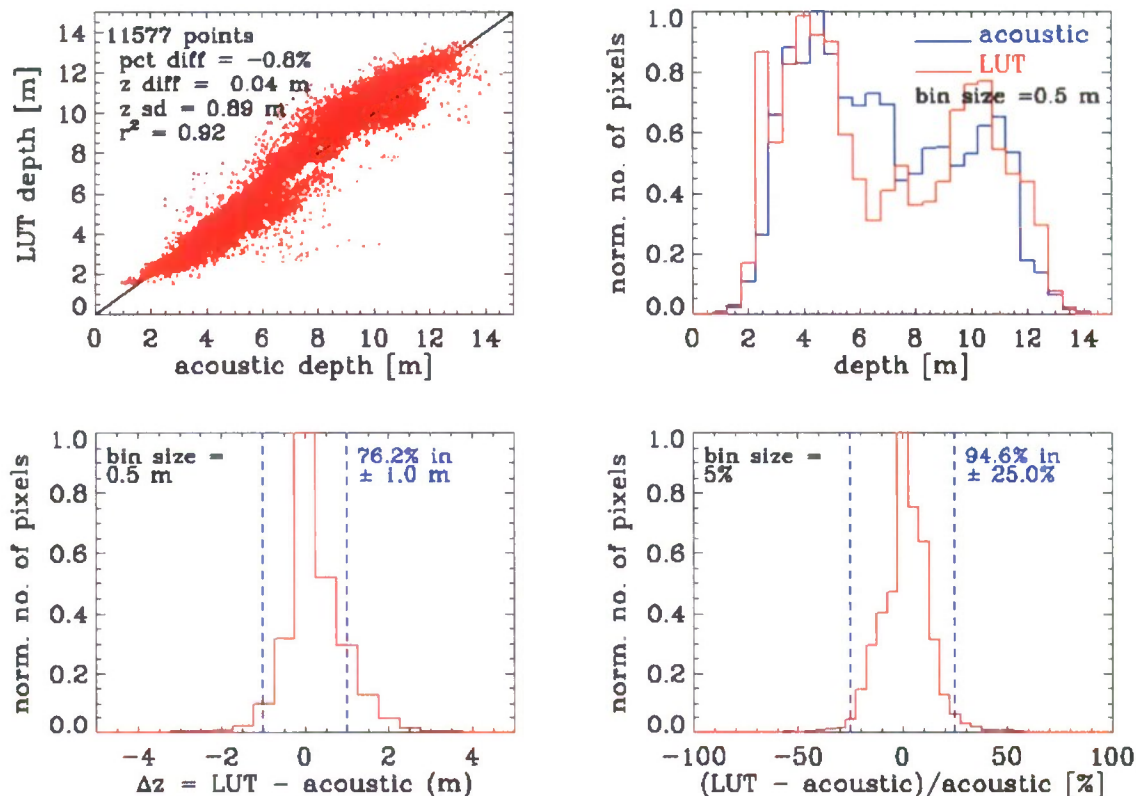 11577 points
pct diff = −0.8%
z diff = 0.04 m
z sd = 0.89 m
r² = 0.92
14
12
10
8
6
4
2
0
LUT depth [m]
0 2 4 6 8 10 12 14
acoustic depth [m]
acoustic
LUT
bin size =0.5 m
1.0
0.8
0.6
0.4
0.2
0.0
norm. no. of pixels
0 2 4 6 8 10 12 14
depth [m]
bin size =
0.5 m
76.2% in
± 1.0 m
1.0
0.8
0.6
0.4
0.2
0.0
norm. no. of pixels
−4 −2 0 2 4
Δz = LUT − acoustic (m)
bin size =
5%
94.6% in
± 25.0%
1.0
0.8
0.6
0.4
0.2
0.0
norm. no. of pixels
−100 −50 0 50 100
(LUT − acoustic)/acoustic [%]